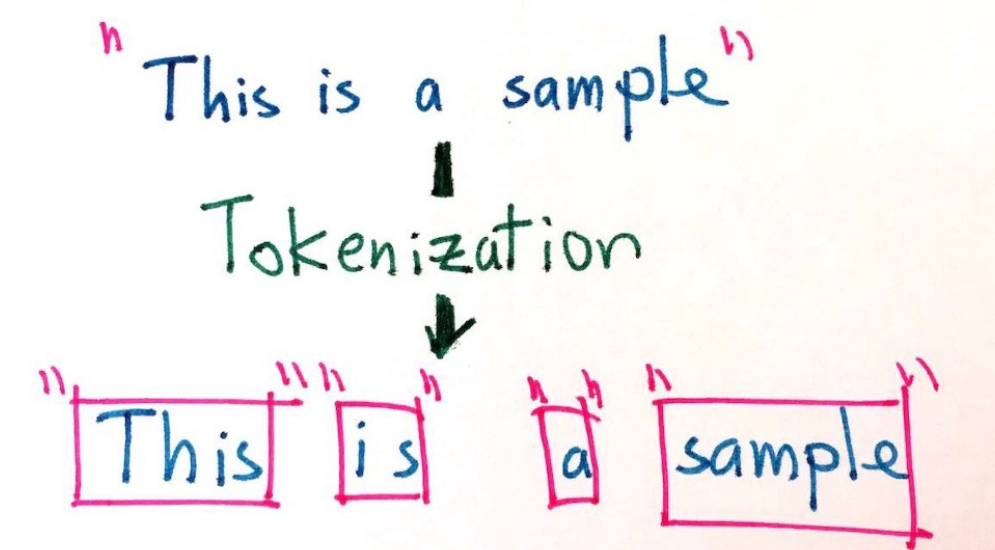 "This is a sample"
Tokenization
"This" "is" "a" "sample"